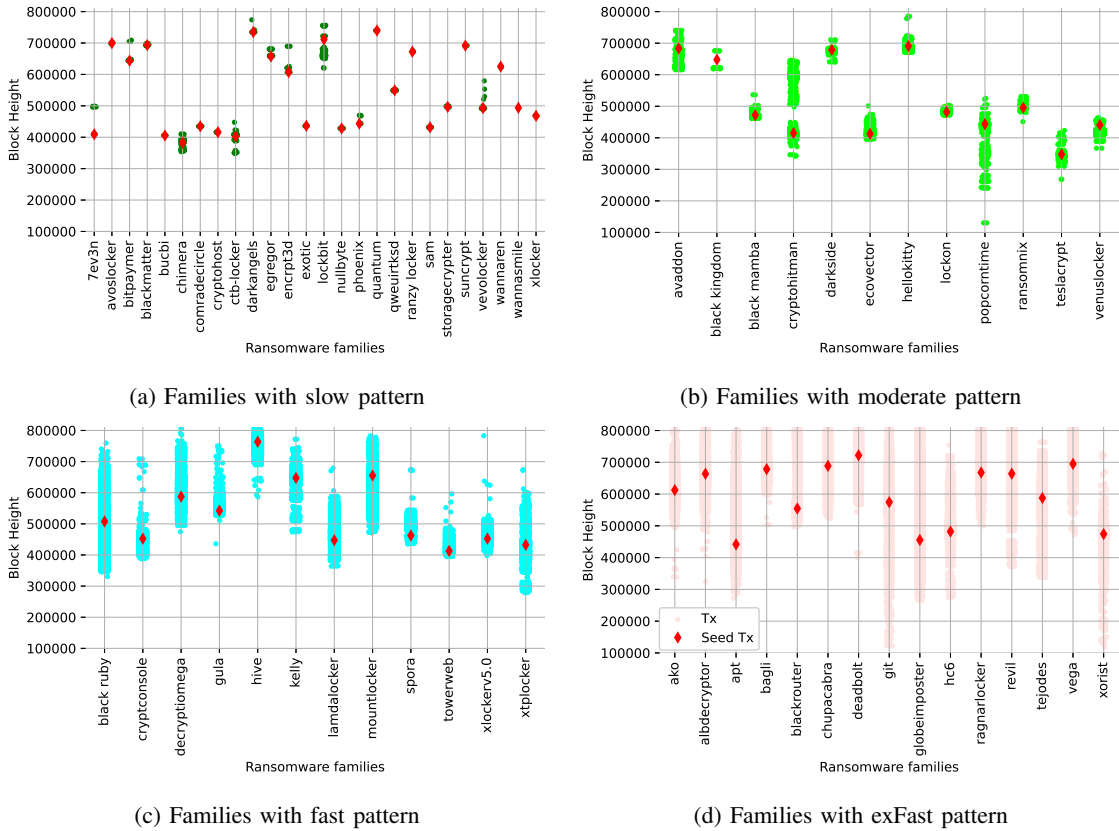 800000
700000
600000
500000
400000
300000
200000
100000
Block Height
7ev3n
avoslocker
bitpaymer
blackmatter
bucbi
chimera
comradecircle
cryptohost
ctb-locker
darkangels
egregor
encrpt3d
exotic
lockbit
nullbyte
phoenix
quantum
qweuirtksd
ranzy locker
sam
storagecrypter
suncrypt
vevolocker
wannaren
wannasmile
xlocker
Ransomware families
(a) Families with slow pattern
800000
700000
600000
500000
400000
300000
200000
100000
Block Height
avaddon
black kingdom
black mamba
cryptohitman
darkside
ecovector
hellokitty
lockon
popcorntime
ransomnix
teslacrypt
venuslocker
Ransomware families
(b) Families with moderate pattern
800000
700000
600000
500000
400000
300000
200000
100000
Block Height
black ruby
cryptconsole
decryptiomega
gula
hive
kelly
lamdalocker
mountlocker
spora
towerweb
xlockerv5.0
xtplocker
Ransomware families
(c) Families with fast pattern
800000
700000
600000
500000
400000
300000
200000
100000
Block Height
Tx
Seed Tx
ako
albdecryptor
apt
bagli
blackrouter
chupacabra
deadbolt
git
globeimposter
hc6
ragnarlocker
revil
tejodes
vega
xorist
Ransomware families
(d) Families with exFast pattern